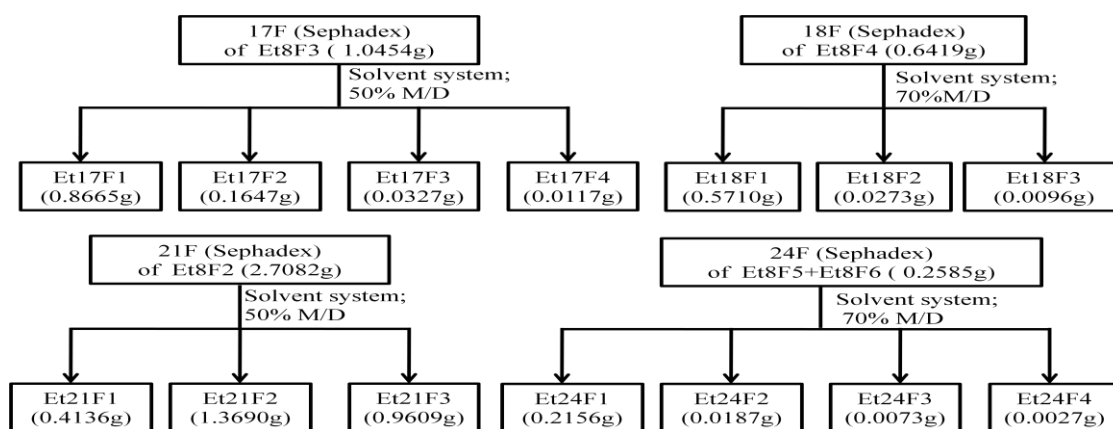 17F (Sephadex)
of Et8F3 ( 1.0454g)
Solvent system;
50% M/D
Et17F1
(0.8665g)
Et17F2
(0.1647g)
Et17F3
(0.0327g)
Et17F4
(0.0117g)
18F (Sephadex)
of Et8F4 (0.6419g)
Solvent system;
70%M/D
Et18F1
(0.5710g)
Et18F2
(0.0273g)
Et18F3
(0.0096g)
21F (Sephadex)
of Et8F2 (2.7082g)
Solvent system;
50% M/D
Et21F1
(0.4136g)
Et21F2
(1.3690g)
Et21F3
(0.9609g)
24F (Sephadex)
of Et8F5+Et8F6 ( 0.2585g)
Solvent system;
70% M/D
Et24F1
(0.2156g)
Et24F2
(0.0187g)
Et24F3
(0.0073g)
Et24F4
(0.0027g)